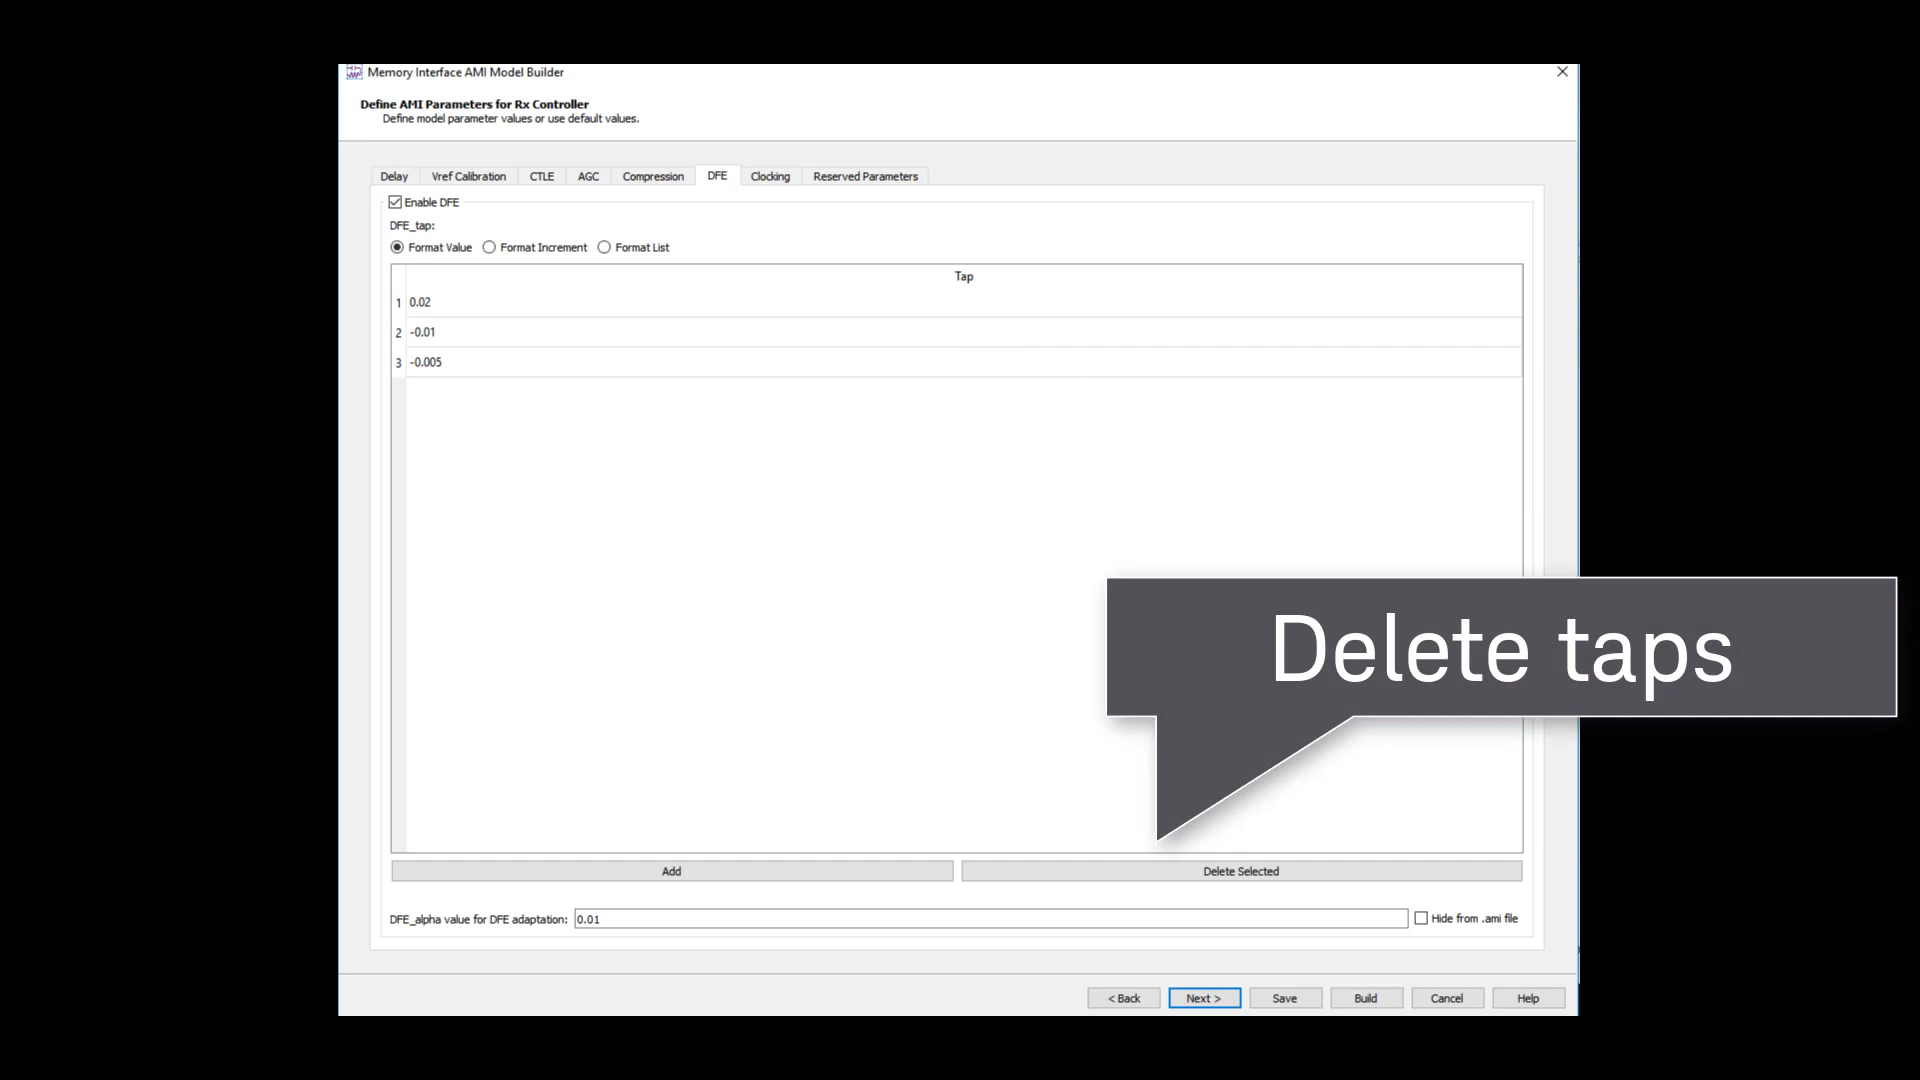 Memory Interface AMI Model Builder
Define AMI Parameters for Rx Controller
Define model parameter values or use default values.
Delay Vref Calibration CTLE AGC Compression DFE Clocking Reserved Parameters
Enable DFE
DFE_tap:
Format Value Format Increment Format List
Tap
1 0.02
2 -0.01
3 -0.005
Delete taps
Add Delete Selected
DFE_alpha value for DFE adaptation: 0.01 Hide from .ami file
< Back Next > Save Build Cancel Help